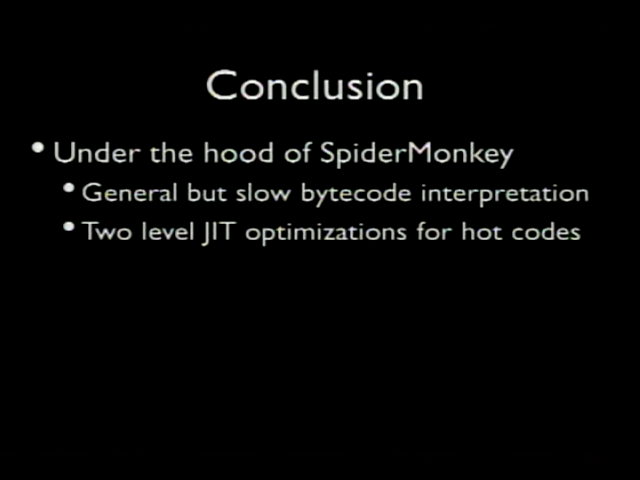 Conclusion
• Under the hood of SpiderMonkey
• General but slow bytecode interpretation
• Two level JIT optimizations for hot codes